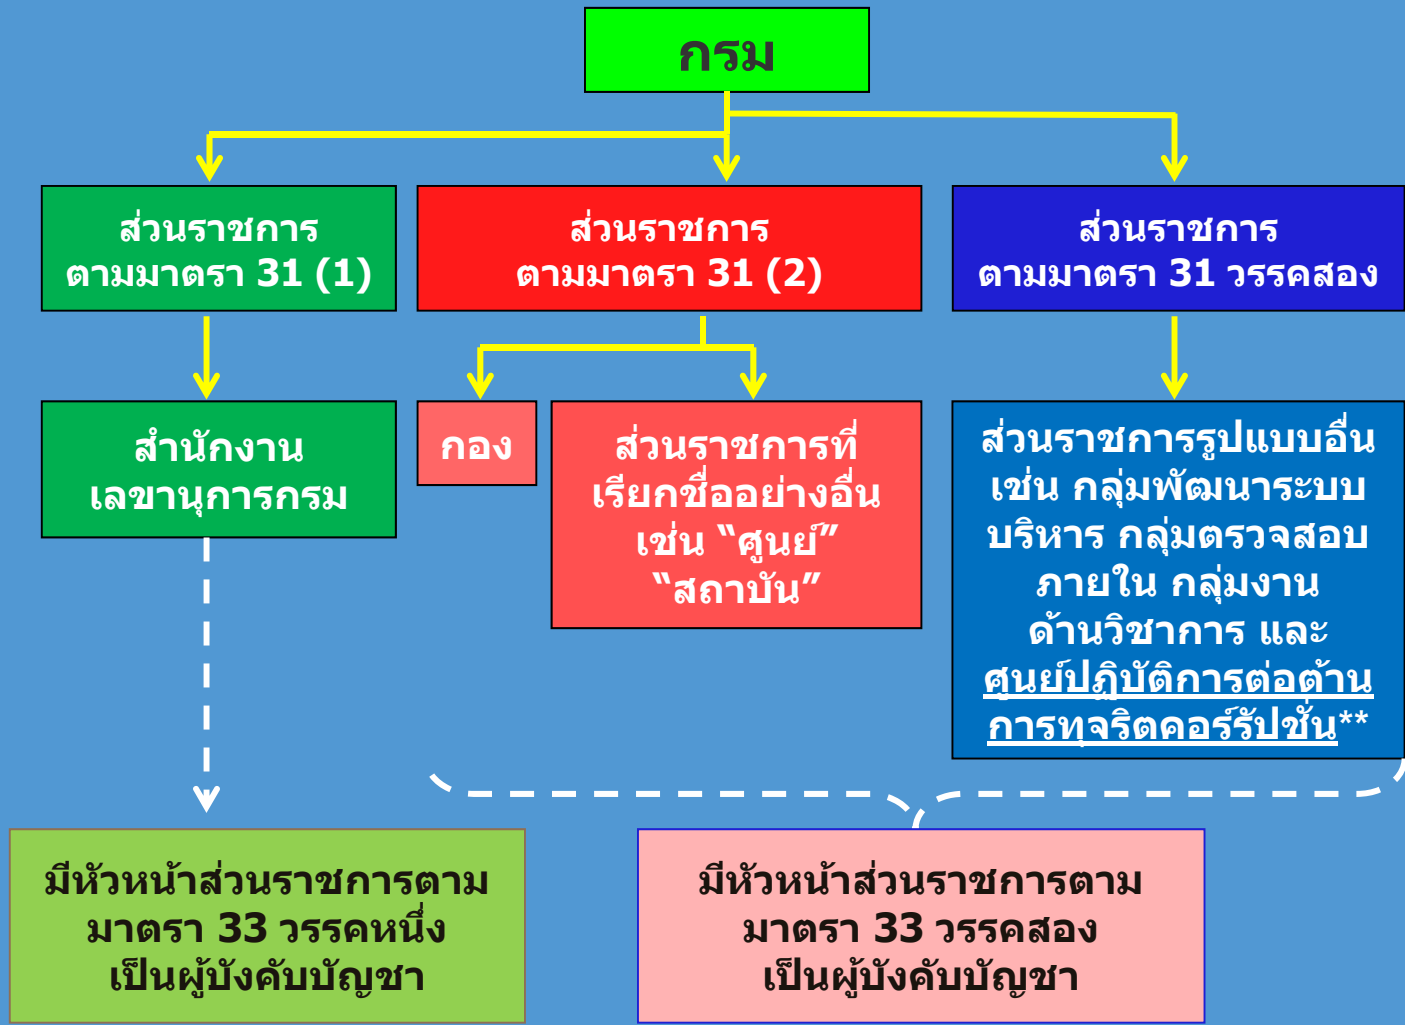 กรม
ส่วนราชการ
ตามมาตรา 31 (1)
ส่วนราชการ
ตามมาตรา 31 (2)
ส่วนราชการ
ตามมาตรา 31 วรรคสอง
สำนักงาน
เลขานุการกรม
กอง
ส่วนราชการที่
เรียกชื่ออย่างอื่น
เช่น “ศูนย์”
“สถาบัน”
ส่วนราชการรูปแบบอื่น
เช่น กลุ่มพัฒนาระบบ
บริหาร กลุ่มตรวจสอบ
ภายใน กลุ่มงาน
ด้านวิชาการ และ
ศูนย์ปฏิบัติการต่อต้าน
การทุจริตคอร์รัปชั่น**
มีหัวหน้าส่วนราชการตาม
มาตรา 33 วรรคหนึ่ง
เป็นผู้บังคับบัญชา
มีหัวหน้าส่วนราชการตาม
มาตรา 33 วรรคสอง
เป็นผู้บังคับบัญชา